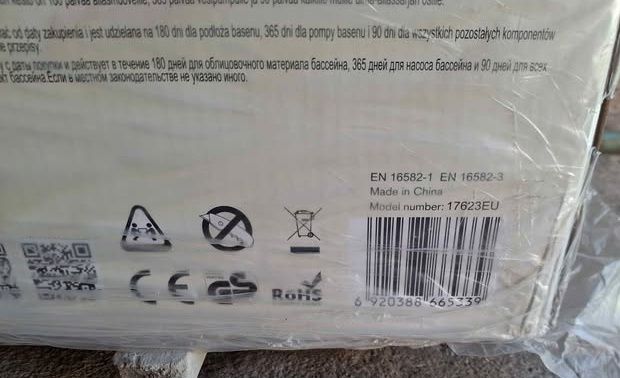 ać od daty zakupienia i jest udzielana na 180 dni dla podłoża basenu, 365 dni dla pompy basenu i 90 dni dla wszystkich pozostałych komponentów
e przepisy.
у с даты покупки и действует в течение 180 дней для облицовочного материала бассейна, 365 дней для насоса бассейна и 90 дней для всех
ект бассейна.Если в местном законодательстве не указано иного.
EN 16582-1 EN 16582-3
Made in China
Model number: 17623EU
CE GS RoHS
6 920388 665339